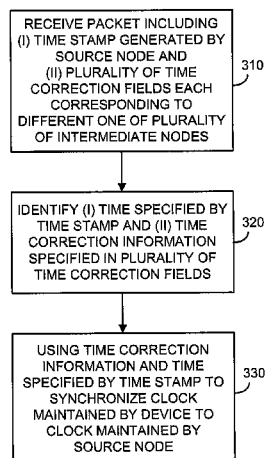 RECEIVE PACKET INCLUDING
(I) TIME STAMP GENERATED BY
SOURCE NODE AND
(II) PLURALITY OF TIME
CORRECTION FIELDS EACH
CORRESPONDING TO
DIFFERENT ONE OF PLURALITY
OF INTERMEDIATE NODES
310
IDENTIFY (I) TIME SPECIFIED BY
TIME STAMP AND (II) TIME
CORRECTION INFORMATION
SPECIFIED IN PLURALITY OF
TIME CORRECTION FIELDS
320
USING TIME CORRECTION
INFORMATION AND TIME
SPECIFIED BY TIME STAMP TO
SYNCHRONIZE CLOCK
MAINTAINED BY DEVICE TO
CLOCK MAINTAINED BY
SOURCE NODE
330